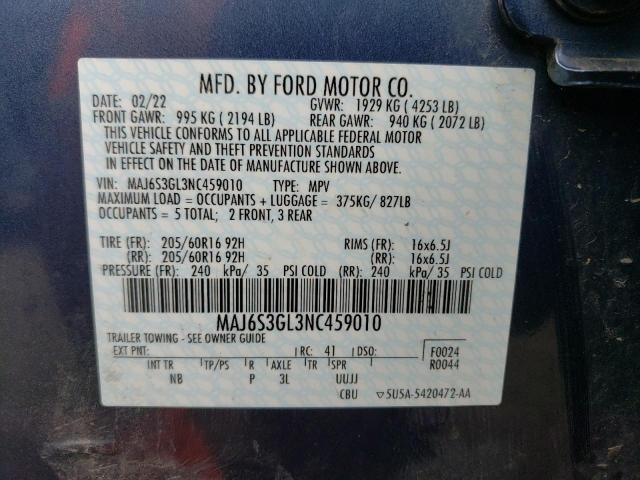 MFD. BY FORD MOTOR CO.
DATE: 02/22 GVWR: 1929 KG ( 4253 LB)
FRONT GAWR: 995 KG ( 2194 LB) REAR GAWR: 940 KG ( 2072 LB)
THIS VEHICLE CONFORMS TO ALL APPLICABLE FEDERAL MOTOR
VEHICLE SAFETY AND THEFT PREVENTION STANDARDS
IN EFFECT ON THE DATE OF MANUFACTURE SHOWN ABOVE.
VIN: MAJ6S3GL3NC459010 TYPE: MPV
MAXIMUM LOAD = OCCUPANTS + LUGGAGE = 375KG/ 827LB
OCCUPANTS = 5 TOTAL; 2 FRONT, 3 REAR
TIRE (FR): 205/60R16 92H RIMS (FR): 16x6.5J
(RR): 205/60R16 92H (RR): 16x6.5J
PRESSURE (FR): 240 kPa/ 35 PSI COLD (RR): 240 kPa/ 35 PSI COLD
MAJ6S3GL3NC459010
TRAILER TOWING - SEE OWNER GUIDE
EXT PNT: RC: 41 DSO: F0024
INT TR TP/PS R AXLE TR SPR R0044
NB P 3L UUJJ
CBU ▽5U5A-5420472-AA